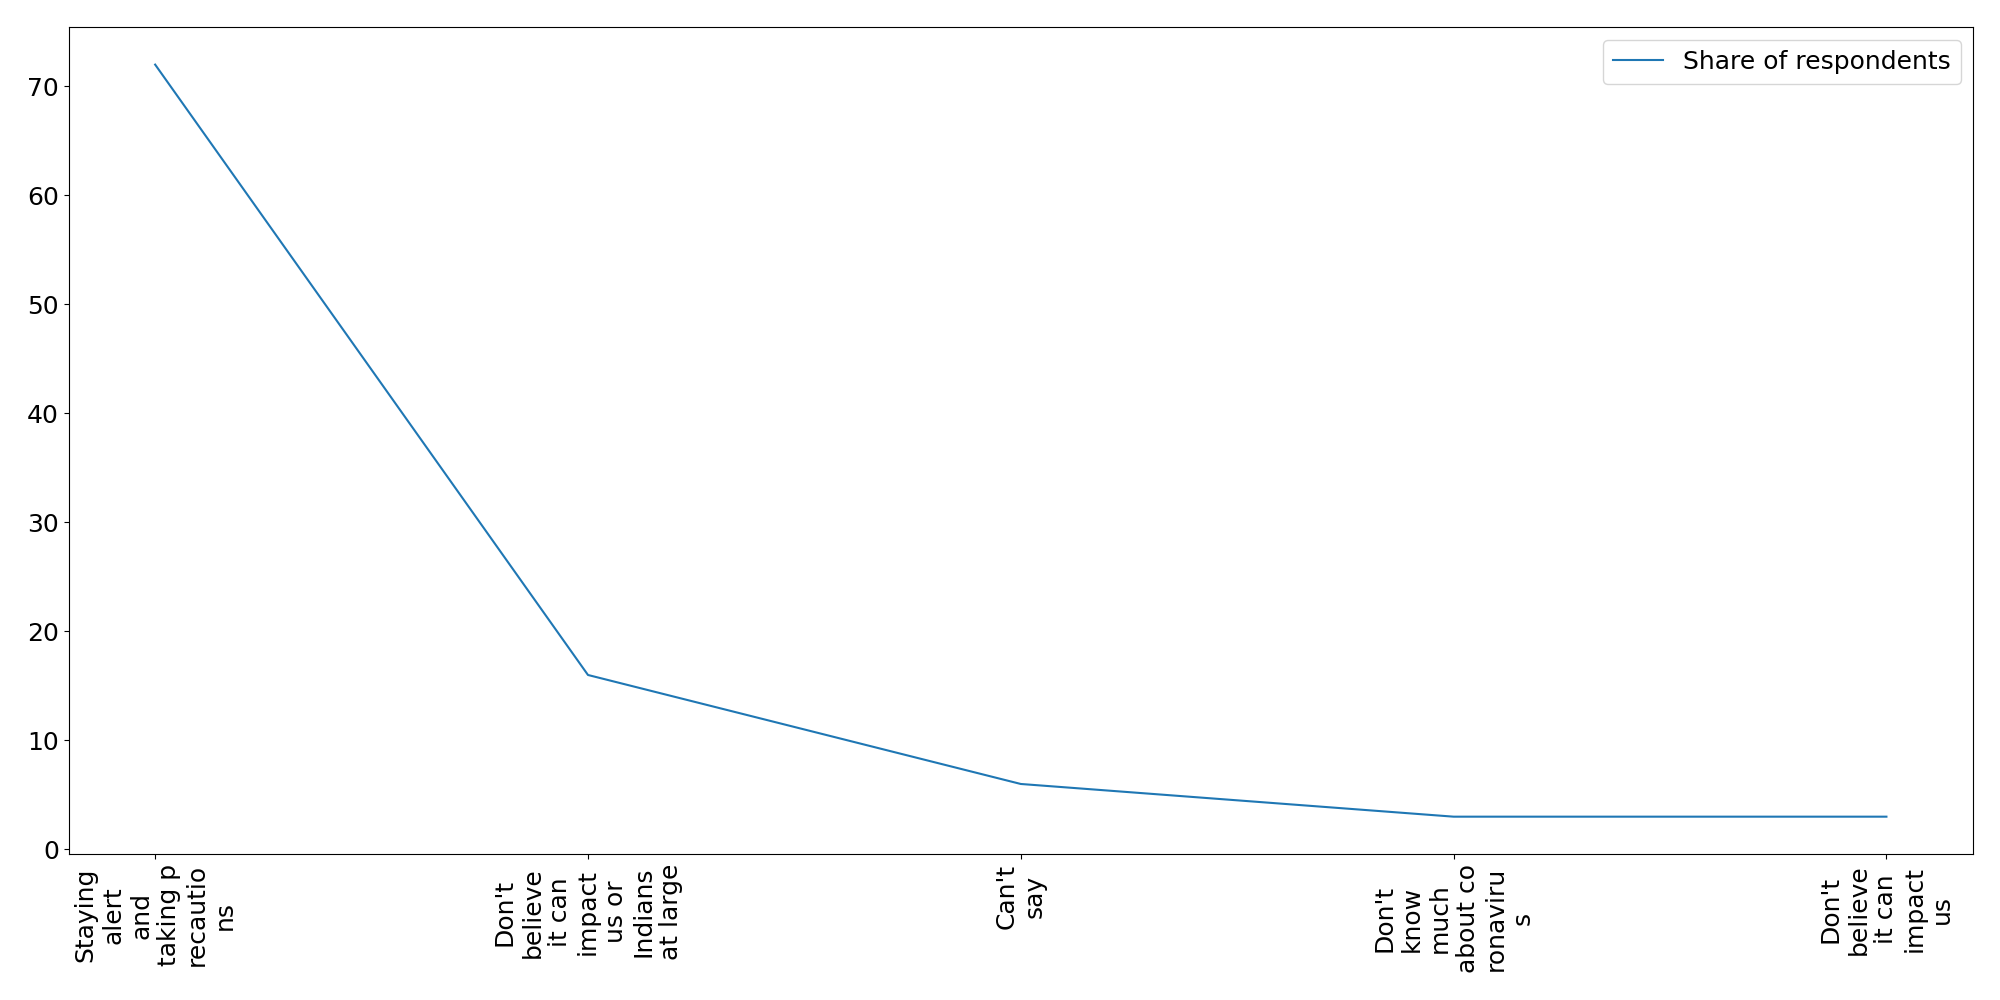 Share of respondents
70
60
50
40
30
20
10
0
Staying
alert
and
taking p
recautio
ns
Don't
believe
it can
impact
us or
Indians
at large
Can't
say
Don't
know
much
about co
ronaviru
s
Don't
believe
it can
impact
us